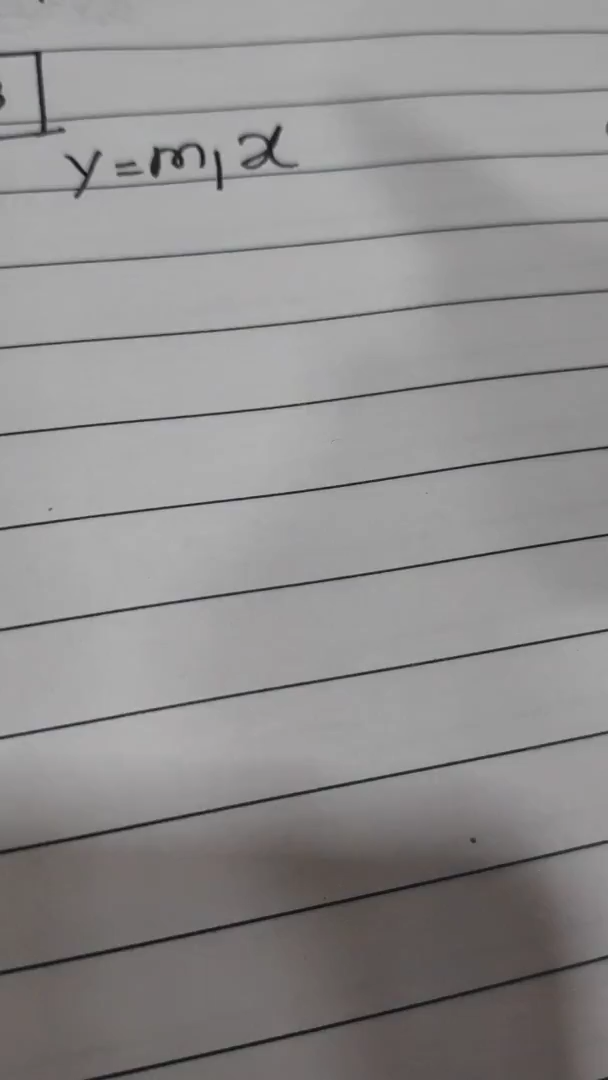 y = m₁x